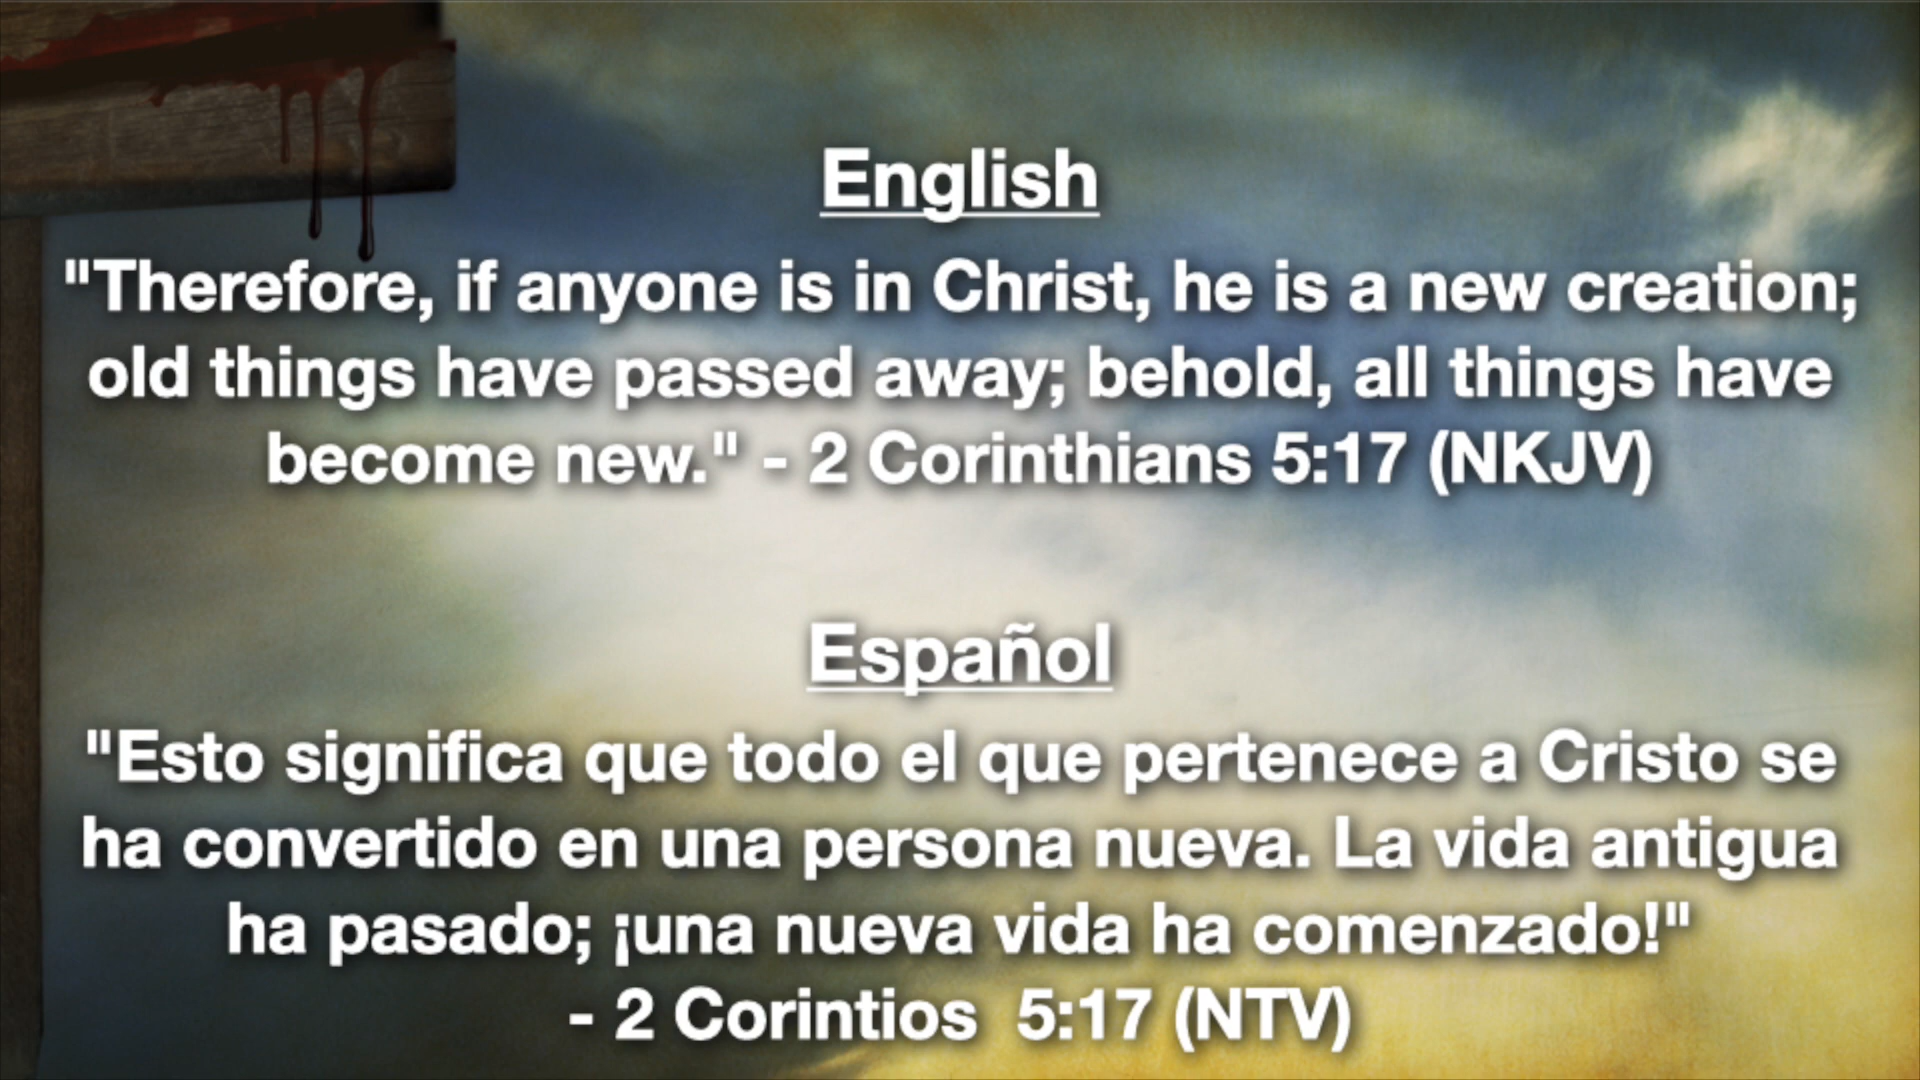 English
"Therefore, if anyone is in Christ, he is a new creation;
old things have passed away; behold, all things have
become new." - 2 Corinthians 5:17 (NKJV)
Español
"Esto significa que todo el que pertenece a Cristo se
ha convertido en una persona nueva. La vida antigua
ha pasado; ¡una nueva vida ha comenzado!"
- 2 Corintios  5:17 (NTV)